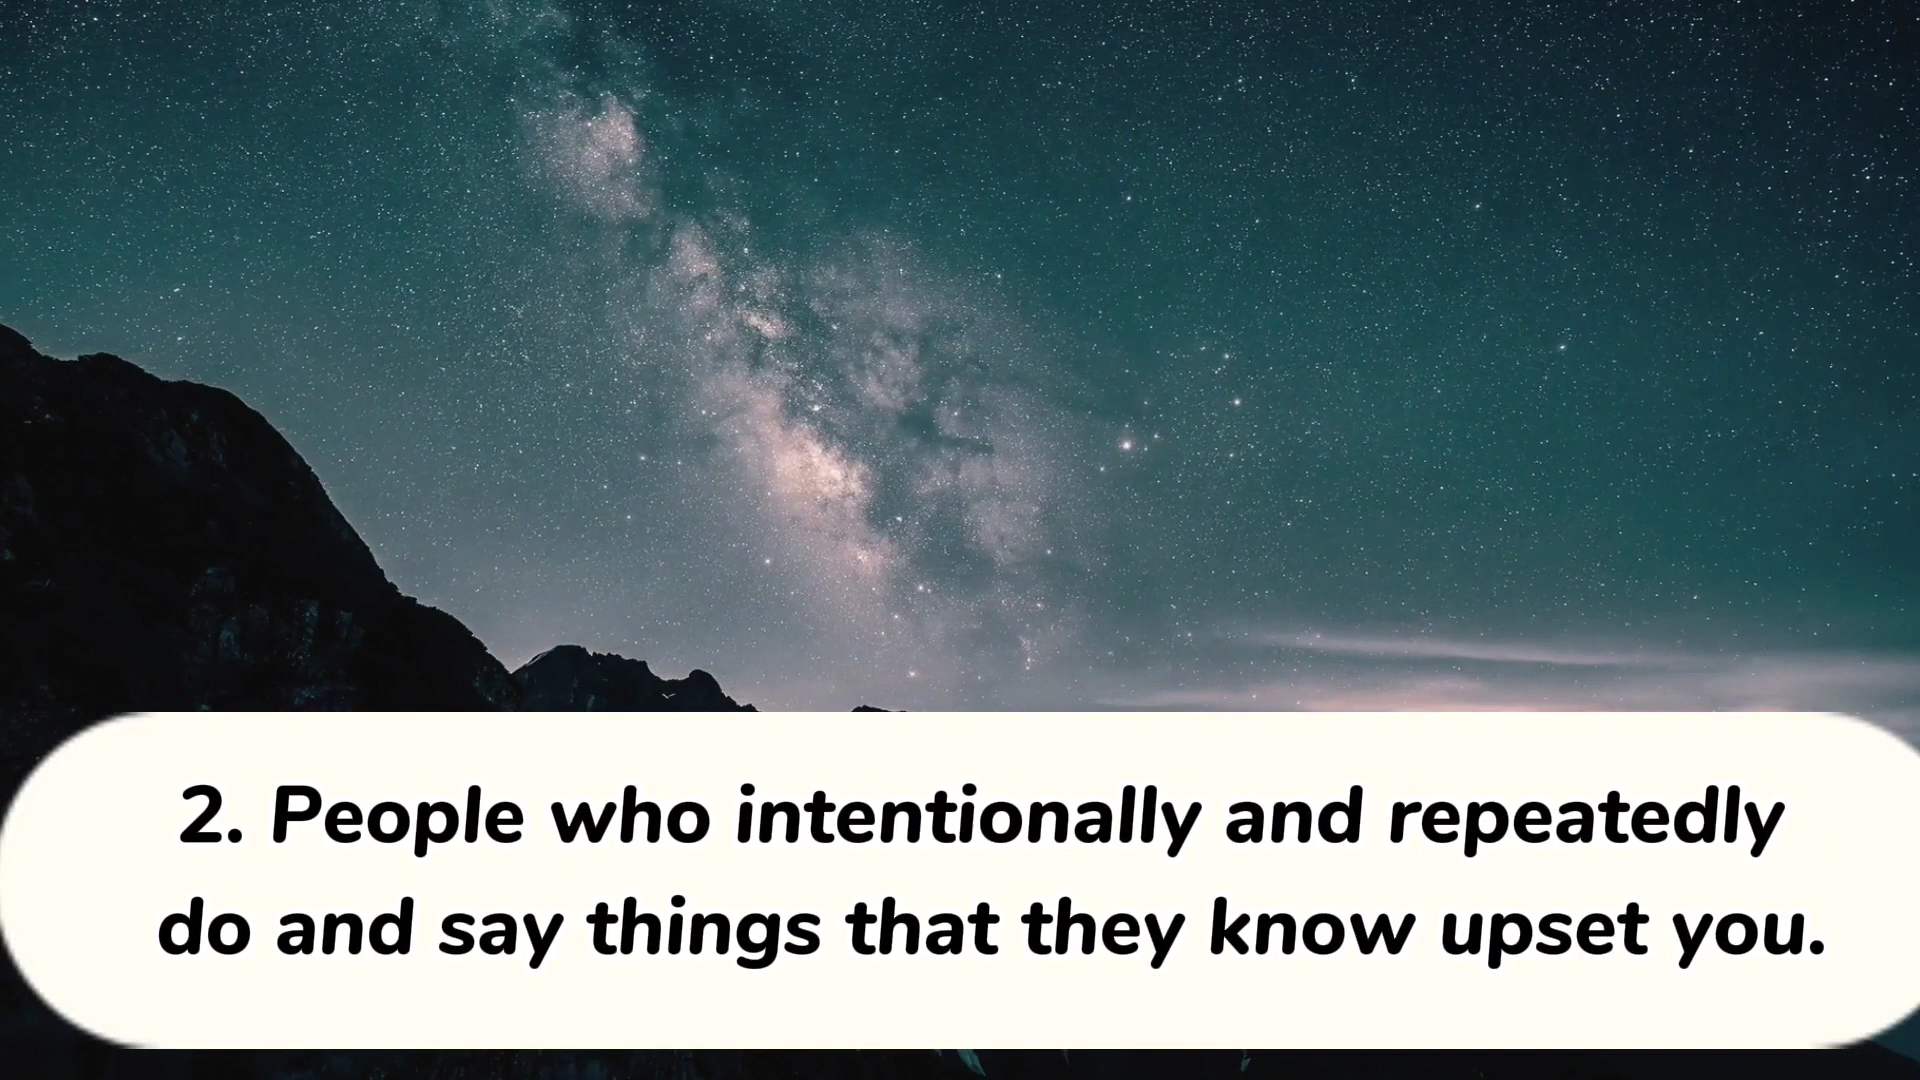 2. People who intentionally and repeatedly
do and say things that they know upset you.